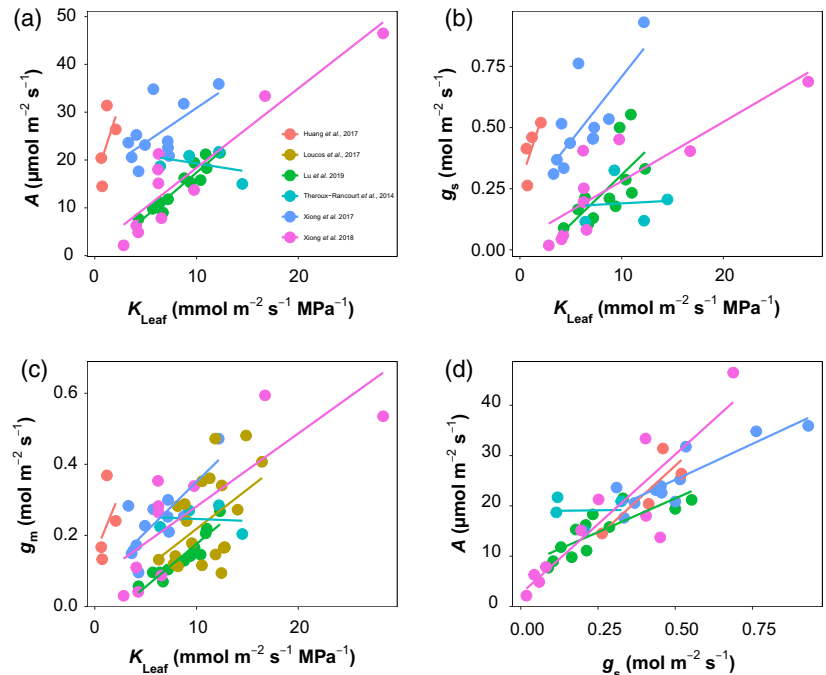 (a)
50
40
30
20
10
0
A (μmol m⁻² s⁻¹)
0
10
20
K_Leaf (mmol m⁻² s⁻¹ MPa⁻¹)
Huang et al., 2017
Loucos et al., 2017
Lu et al. 2019
Theroux−Rancourt et al., 2014
Xiong et al. 2017
Xiong et al. 2018
(b)
0.75
0.50
0.25
0.00
g_s (mol m⁻² s⁻¹)
0
10
20
K_Leaf (mmol m⁻² s⁻¹ MPa⁻¹)
(c)
0.6
0.4
0.2
0.0
g_m (mol m⁻² s⁻¹)
0
10
20
K_Leaf (mmol m⁻² s⁻¹ MPa⁻¹)
(d)
50
40
30
20
10
0
A (μmol m⁻² s⁻¹)
0.00
0.25
0.50
0.75
g_s (mol m⁻² s⁻¹)